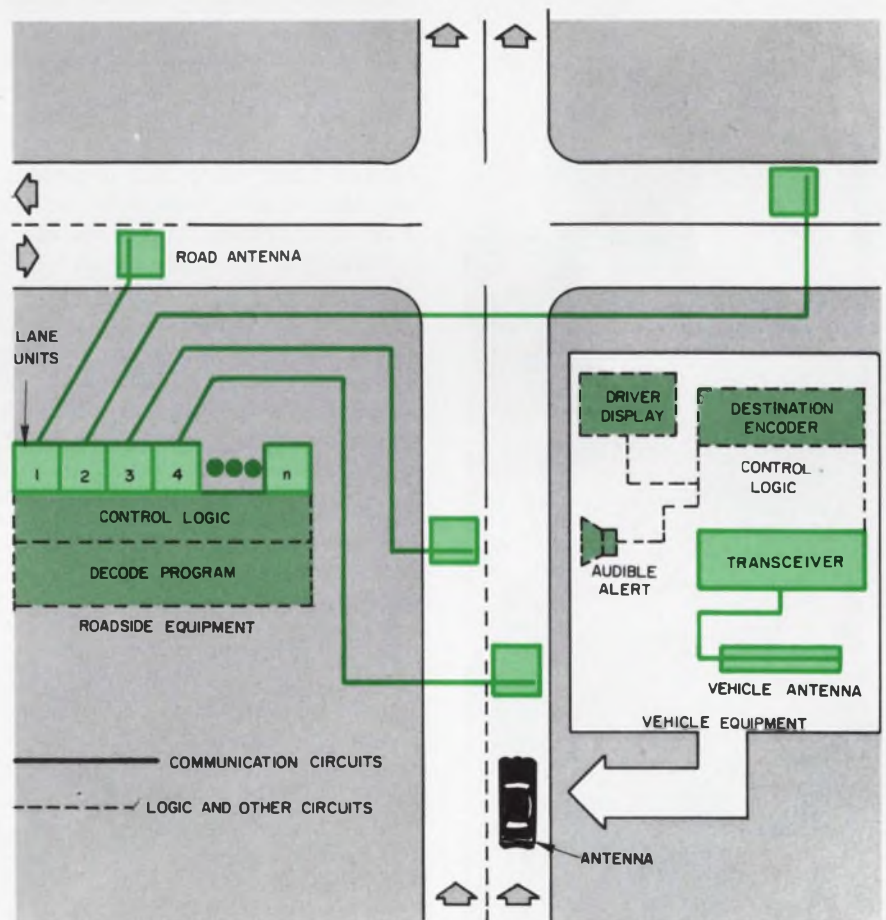 ROAD ANTENNA
LANE
UNITS
1 2 3 4 n
CONTROL LOGIC
DECODE PROGRAM
ROADSIDE EQUIPMENT
COMMUNICATION CIRCUITS
LOGIC AND OTHER CIRCUITS
DRIVER
DISPLAY
DESTINATION
ENCODER
CONTROL
LOGIC
AUDIBLE
ALERT
TRANSCEIVER
VEHICLE ANTENNA
VEHICLE EQUIPMENT
ANTENNA